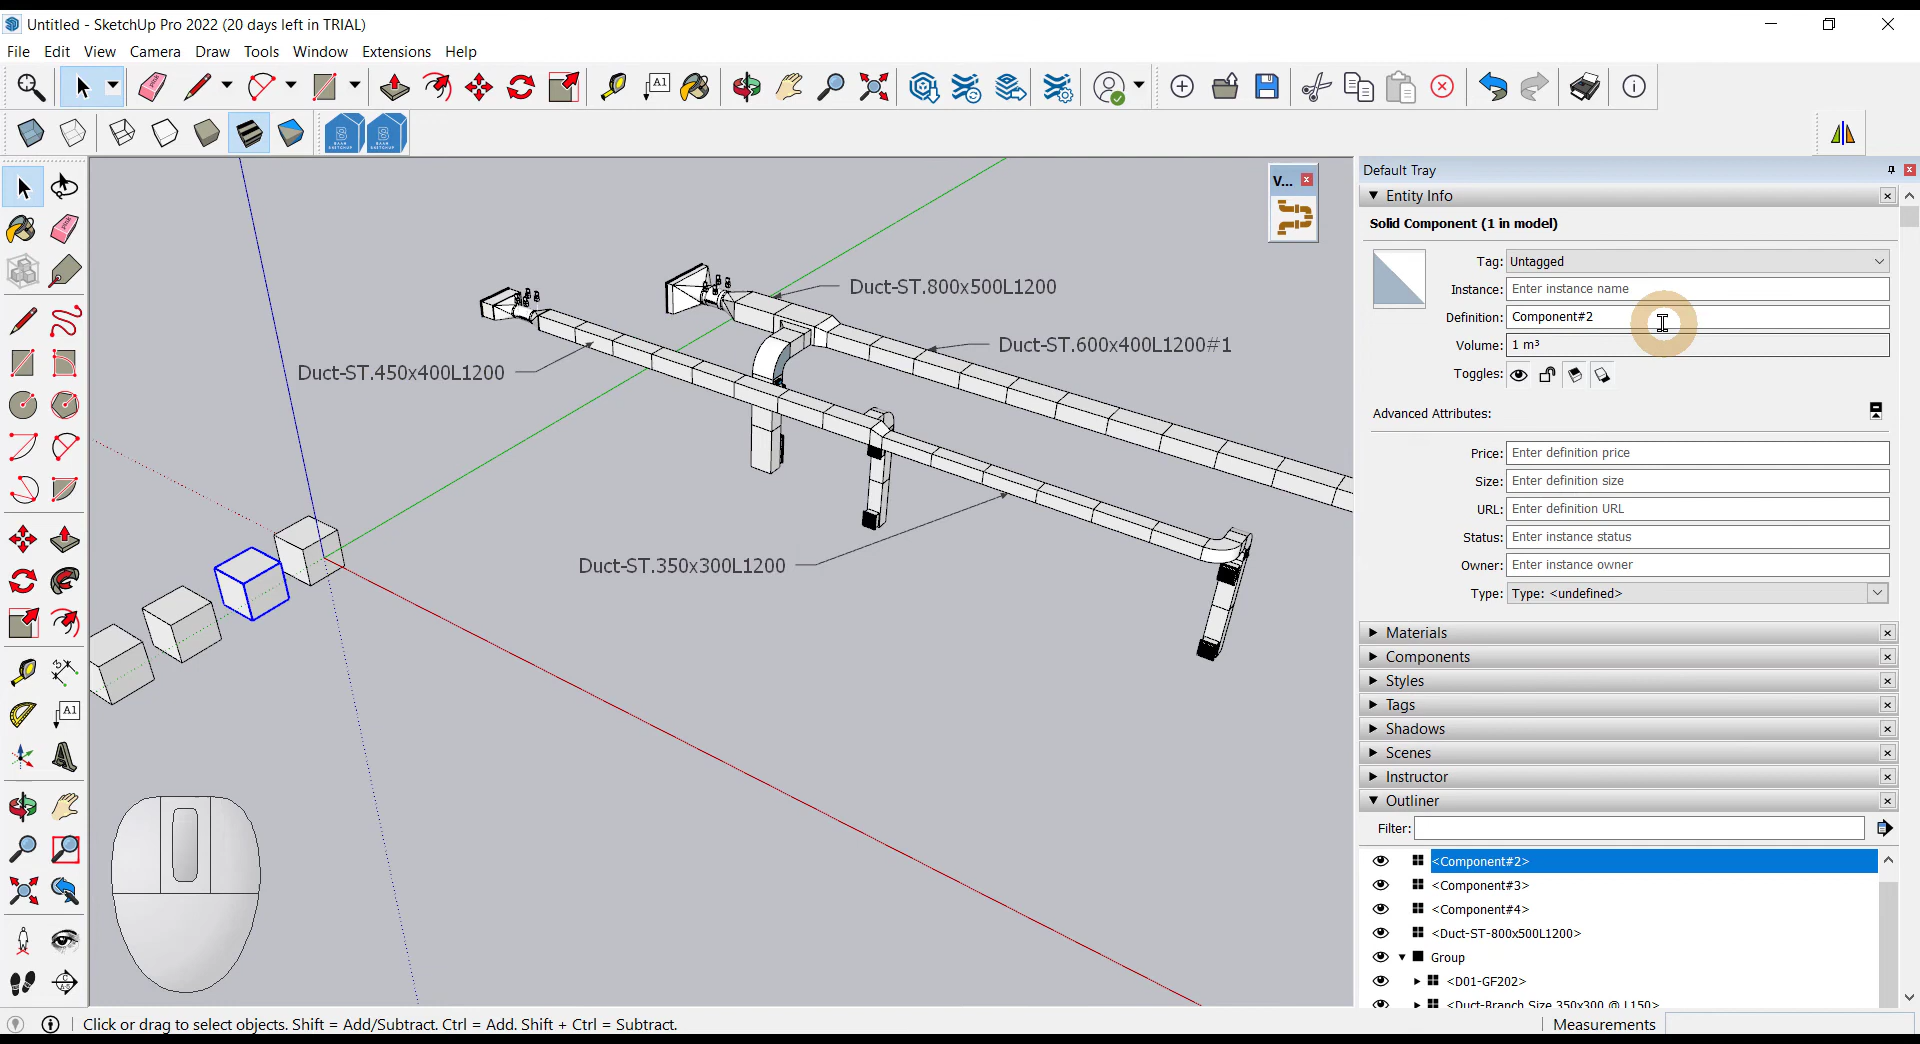 Untitled - SketchUp Pro 2022 (20 days left in TRIAL)
File Edit View Camera Draw Tools Window Extensions Help
Default Tray
Entity Info
Solid Component (1 in model)
Tag: Untagged
Instance: Enter instance name
Definition: Component#2
Volume: 1 m³
Toggles:
Advanced Attributes:
Price: Enter definition price
Size: Enter definition size
URL: Enter definition URL
Status: Enter instance status
Owner: Enter instance owner
Type: Type: <undefined>
Materials
Components
Styles
Tags
Shadows
Scenes
Instructor
Outliner
Filter:
<Component#2>
<Component#3>
<Component#4>
<Duct-ST-800x500L1200>
Group
<D01-GF202>
<Duct-Branch Size 350x300 @ L150>
V...
Duct-ST.800x500L1200
Duct-ST.600x400L1200#1
Duct-ST.450x400L1200
Duct-ST.350x300L1200
Click or drag to select objects. Shift = Add/Subtract. Ctrl = Add. Shift + Ctrl = Subtract.
Measurements